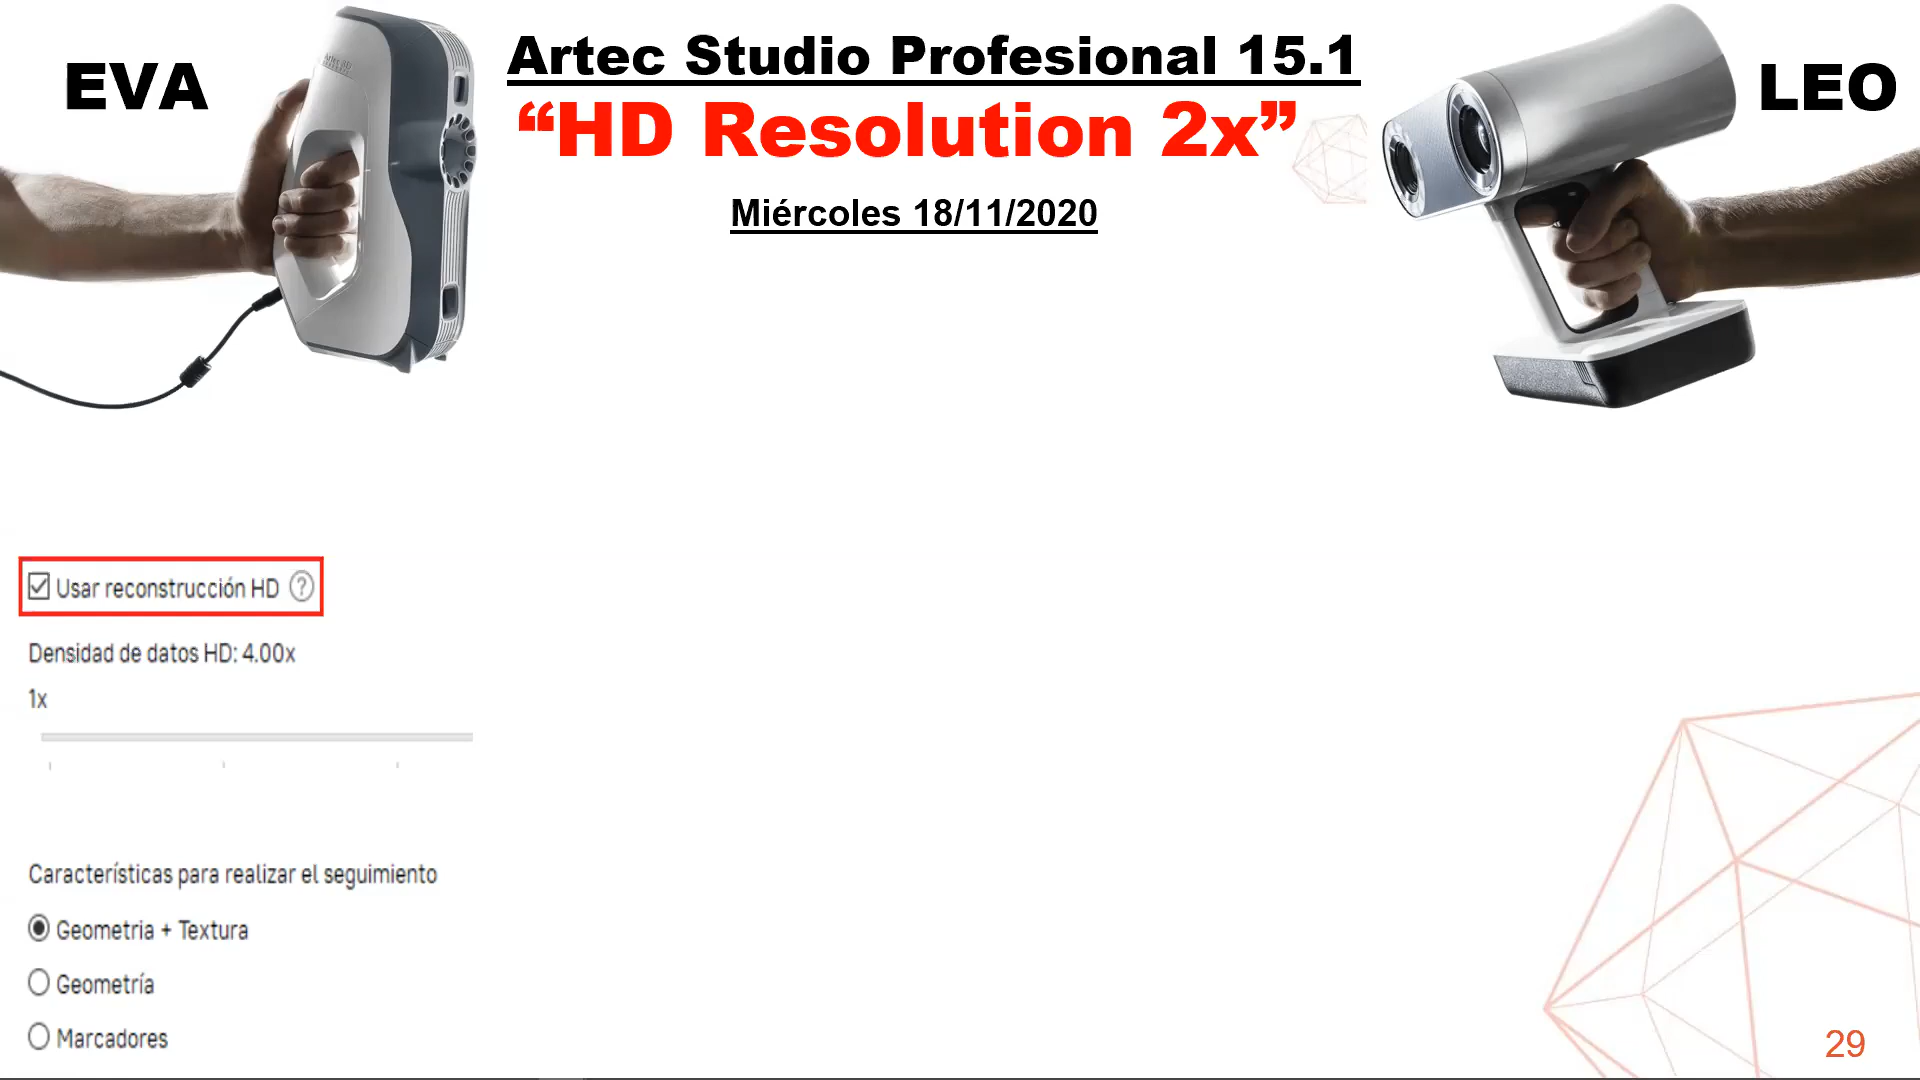 EVA
Artec Studio Profesional 15.1
LEO
“HD Resolution 2x”
Miércoles 18/11/2020
Usar reconstrucción HD ?
Densidad de datos HD: 4.00x
1x
Características para realizar el seguimiento
Geometria + Textura
Geometría
Marcadores
29